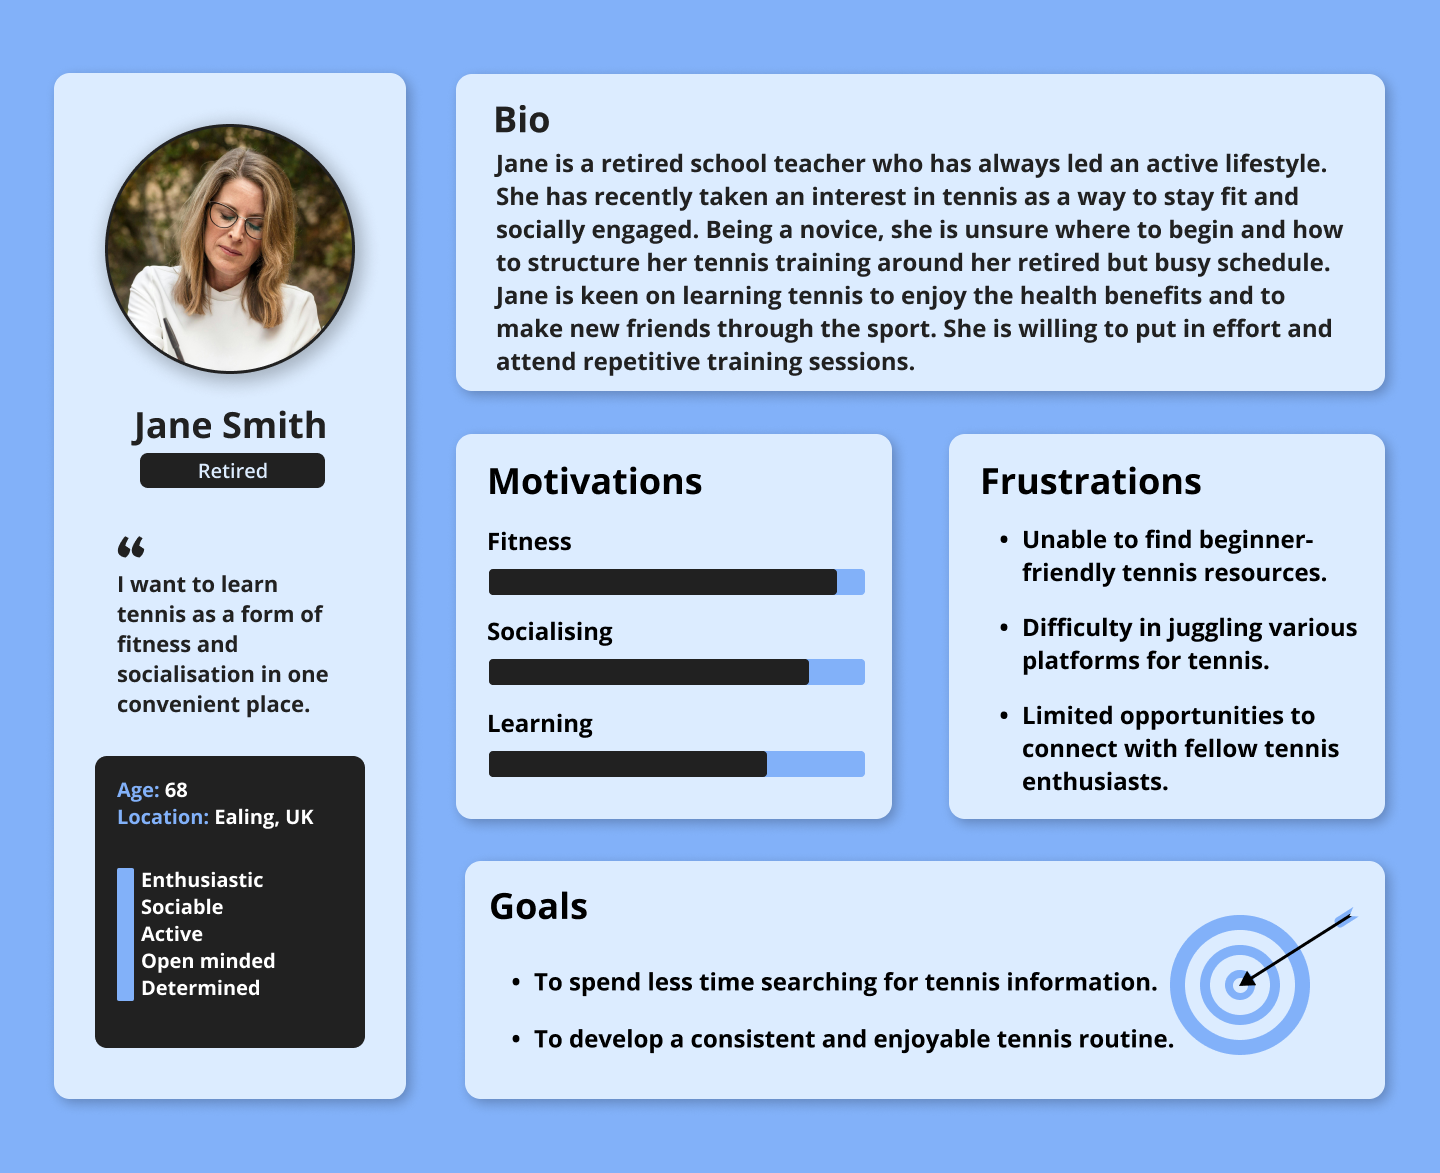 Jane Smith
Retired
“
I want to learn
tennis as a form of
fitness and
socialisation in one
convenient place.
Age: 68
Location: Ealing, UK
Enthusiastic
Sociable
Active
Open minded
Determined
Bio
Jane is a retired school teacher who has always led an active lifestyle.
She has recently taken an interest in tennis as a way to stay fit and
socially engaged. Being a novice, she is unsure where to begin and how
to structure her tennis training around her retired but busy schedule.
Jane is keen on learning tennis to enjoy the health benefits and to
make new friends through the sport. She is willing to put in effort and
attend repetitive training sessions.
Motivations
Fitness
Socialising
Learning
Frustrations
• Unable to find beginner-
friendly tennis resources.
• Difficulty in juggling various
platforms for tennis.
• Limited opportunities to
connect with fellow tennis
enthusiasts.
Goals
• To spend less time searching for tennis information.
• To develop a consistent and enjoyable tennis routine.